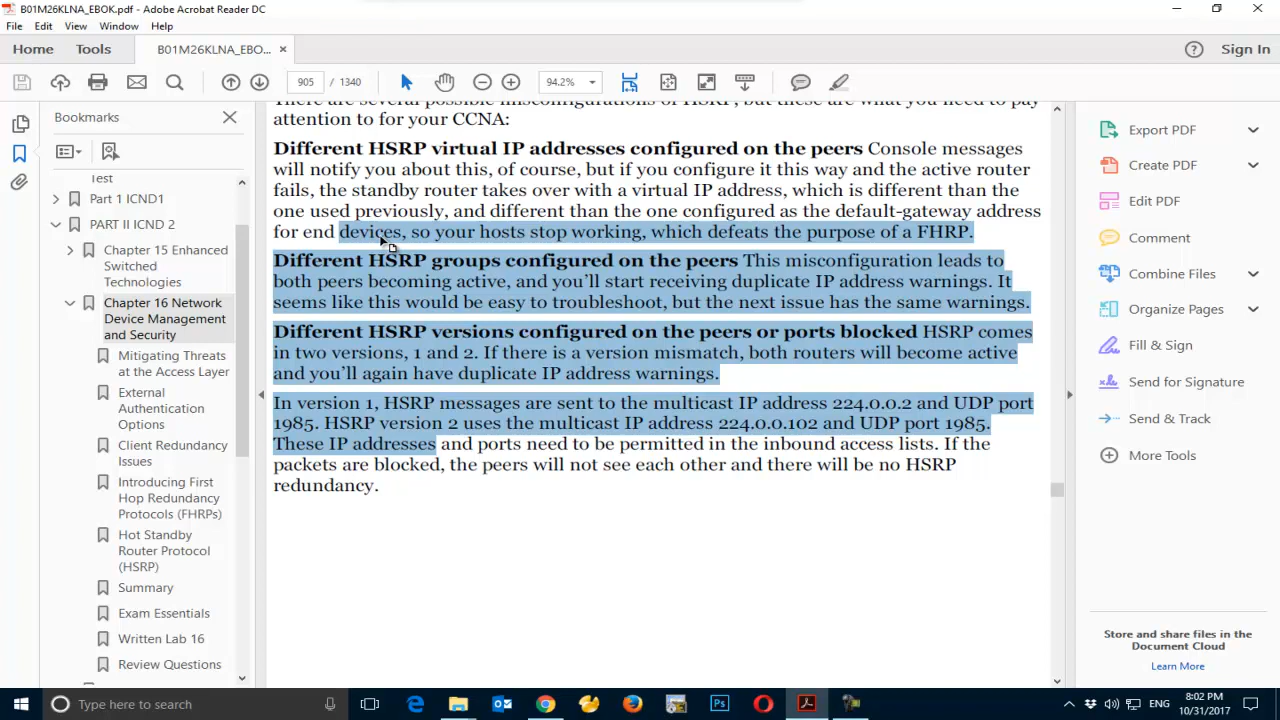 B01M26KLNA_EBOK.pdf - Adobe Acrobat Reader DC
File Edit View Window Help
Home Tools B01M26KLNA_EBO... × Sign In
905 / 1340 94.2%
Bookmarks
Test
Part 1 ICND1
PART II ICND 2
Chapter 15 Enhanced
Switched
Technologies
Chapter 16 Network
Device Management
and Security
Mitigating Threats
at the Access Layer
External
Authentication
Options
Client Redundancy
Issues
Introducing First
Hop Redundancy
Protocols (FHRPs)
Hot Standby
Router Protocol
(HSRP)
Summary
Exam Essentials
Written Lab 16
Review Questions
There are several possible misconfigurations of HSRP, but these are what you need to pay
attention to for your CCNA:
Different HSRP virtual IP addresses configured on the peers Console messages
will notify you about this, of course, but if you configure it this way and the active router
fails, the standby router takes over with a virtual IP address, which is different than the
one used previously, and different than the one configured as the default-gateway address
for end devices, so your hosts stop working, which defeats the purpose of a FHRP.
Different HSRP groups configured on the peers This misconfiguration leads to
both peers becoming active, and you'll start receiving duplicate IP address warnings. It
seems like this would be easy to troubleshoot, but the next issue has the same warnings.
Different HSRP versions configured on the peers or ports blocked HSRP comes
in two versions, 1 and 2. If there is a version mismatch, both routers will become active
and you'll again have duplicate IP address warnings.
In version 1, HSRP messages are sent to the multicast IP address 224.0.0.2 and UDP port
1985. HSRP version 2 uses the multicast IP address 224.0.0.102 and UDP port 1985.
These IP addresses and ports need to be permitted in the inbound access lists. If the
packets are blocked, the peers will not see each other and there will be no HSRP
redundancy.
Export PDF
Create PDF
Edit PDF
Comment
Combine Files
Organize Pages
Fill & Sign
Send for Signature
Send & Track
More Tools
Store and share files in the
Document Cloud
Learn More
Type here to search
ENG
8:02 PM
10/31/2017